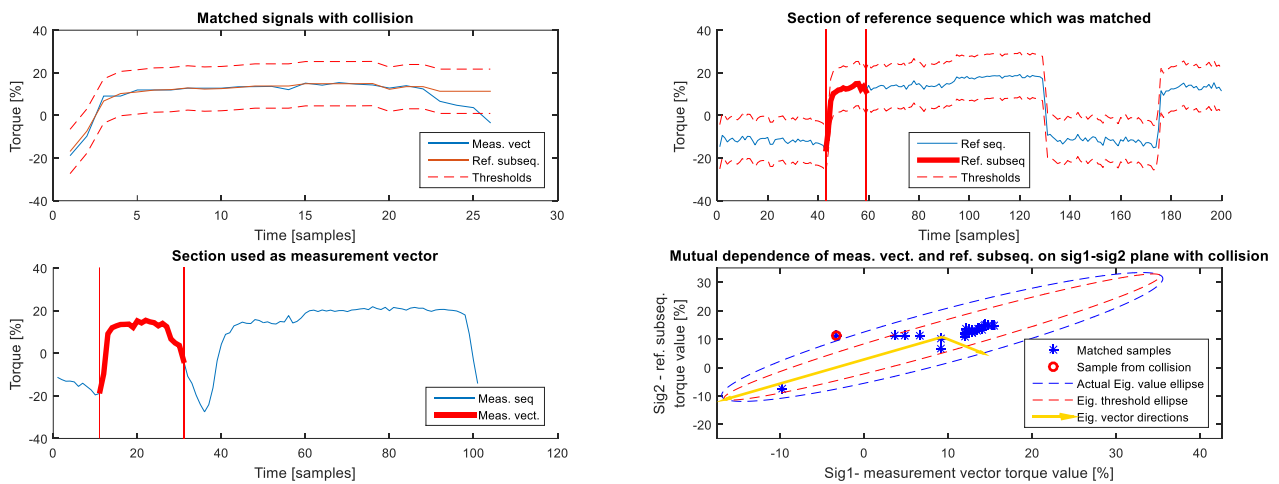 Matched signals with collision
40
20
0
-20
-40
Torque [%]
0 5 10 15 20 25 30
Time [samples]
Meas. vect
Ref. subseq.
Thresholds
Section of reference sequence which was matched
40
20
0
-20
-40
Torque [%]
0 20 40 60 80 100 120 140 160 180 200
Time [samples]
Ref seq.
Ref. subseq
Thresholds
Section used as measurement vector
40
20
0
-20
-40
Torque [%]
0 20 40 60 80 100 120
Time [samples]
Meas. seq
Meas. vect.
Mutual dependence of meas. vect. and ref. subseq. on sig1-sig2 plane with collision
30
20
10
0
-10
-20
Sig2 - ref. subseq.
torque value [%]
-10 0 10 20 30 40
Sig1- measurement vector torque value [%]
Matched samples
Sample from collision
Actual Eig. value ellipse
Eig. threshold ellipse
Eig. vector directions